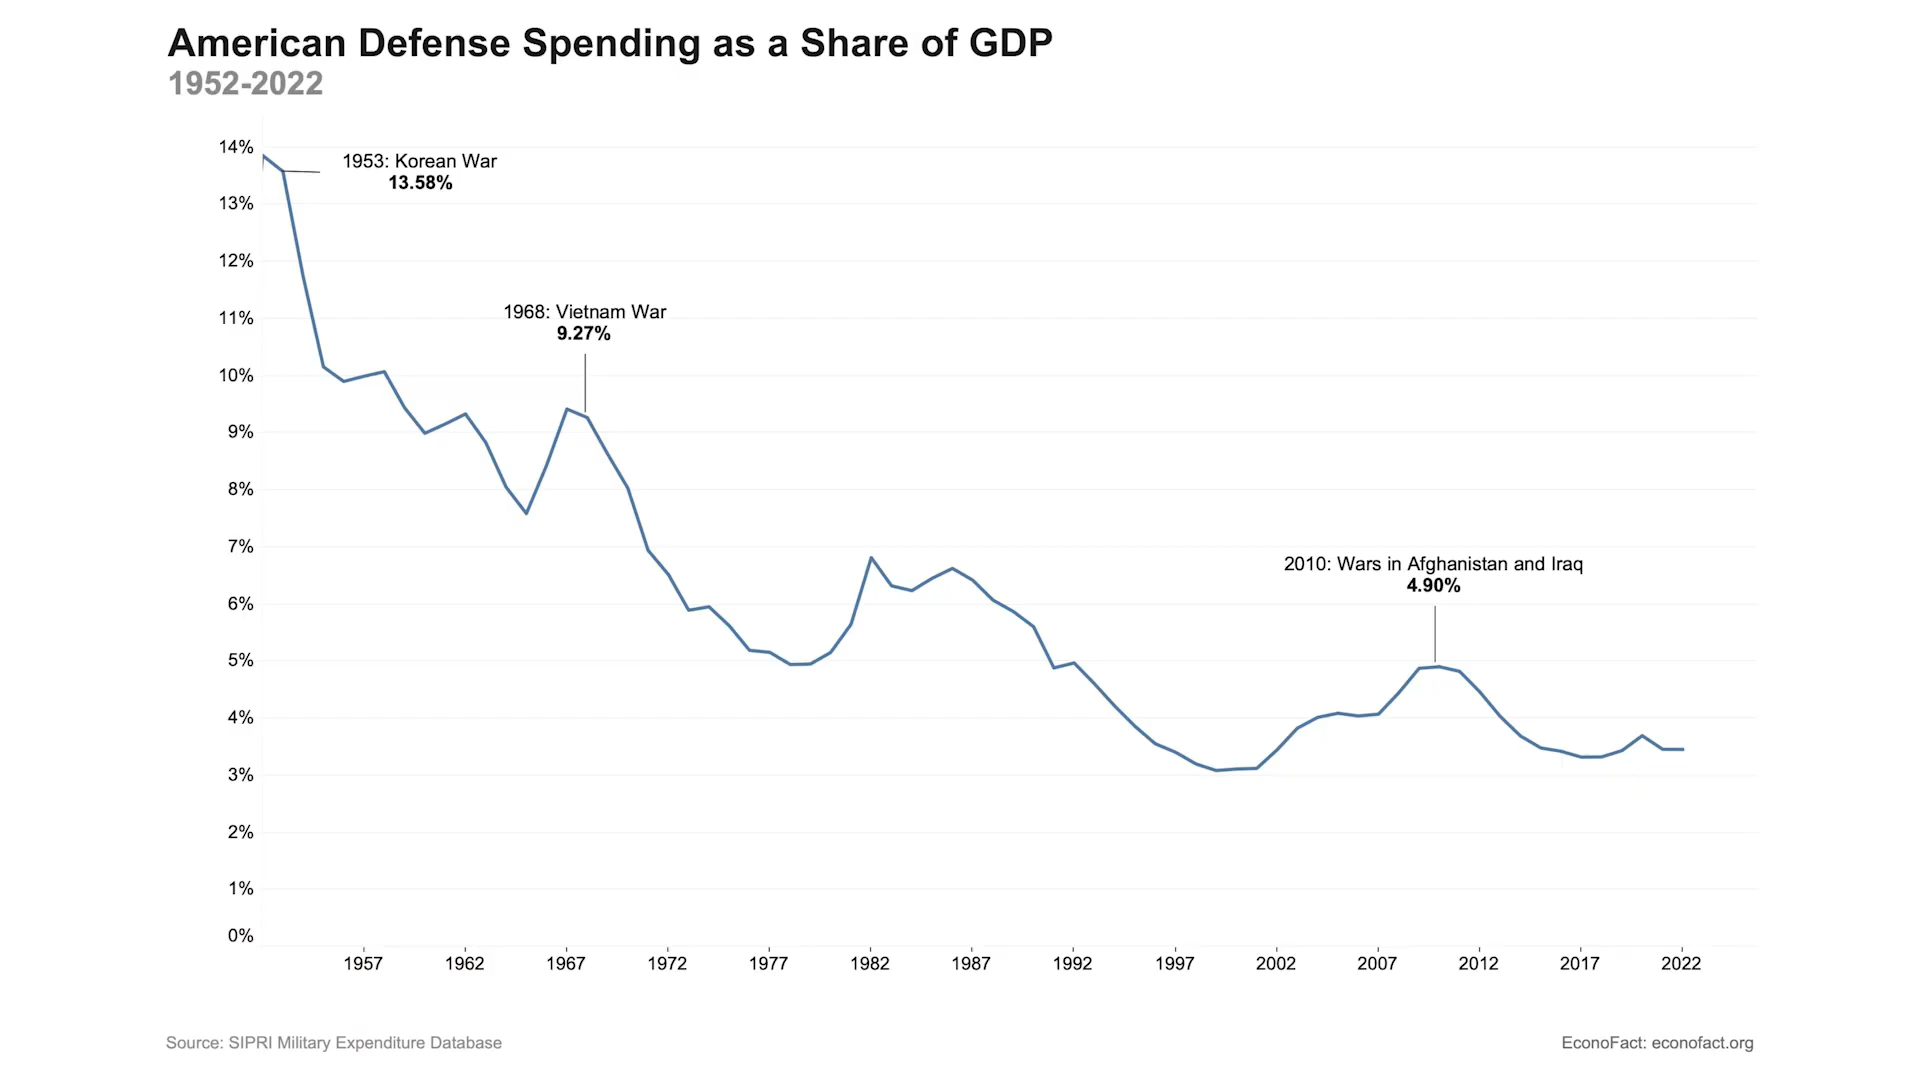 American Defense Spending as a Share of GDP
1952-2022
14%
13%
12%
11%
10%
9%
8%
7%
6%
5%
4%
3%
2%
1%
0%
1953: Korean War
13.58%
1968: Vietnam War
9.27%
2010: Wars in Afghanistan and Iraq
4.90%
1957 1962 1967 1972 1977 1982 1987 1992 1997 2002 2007 2012 2017 2022
Source: SIPRI Military Expenditure Database
EconoFact: econofact.org